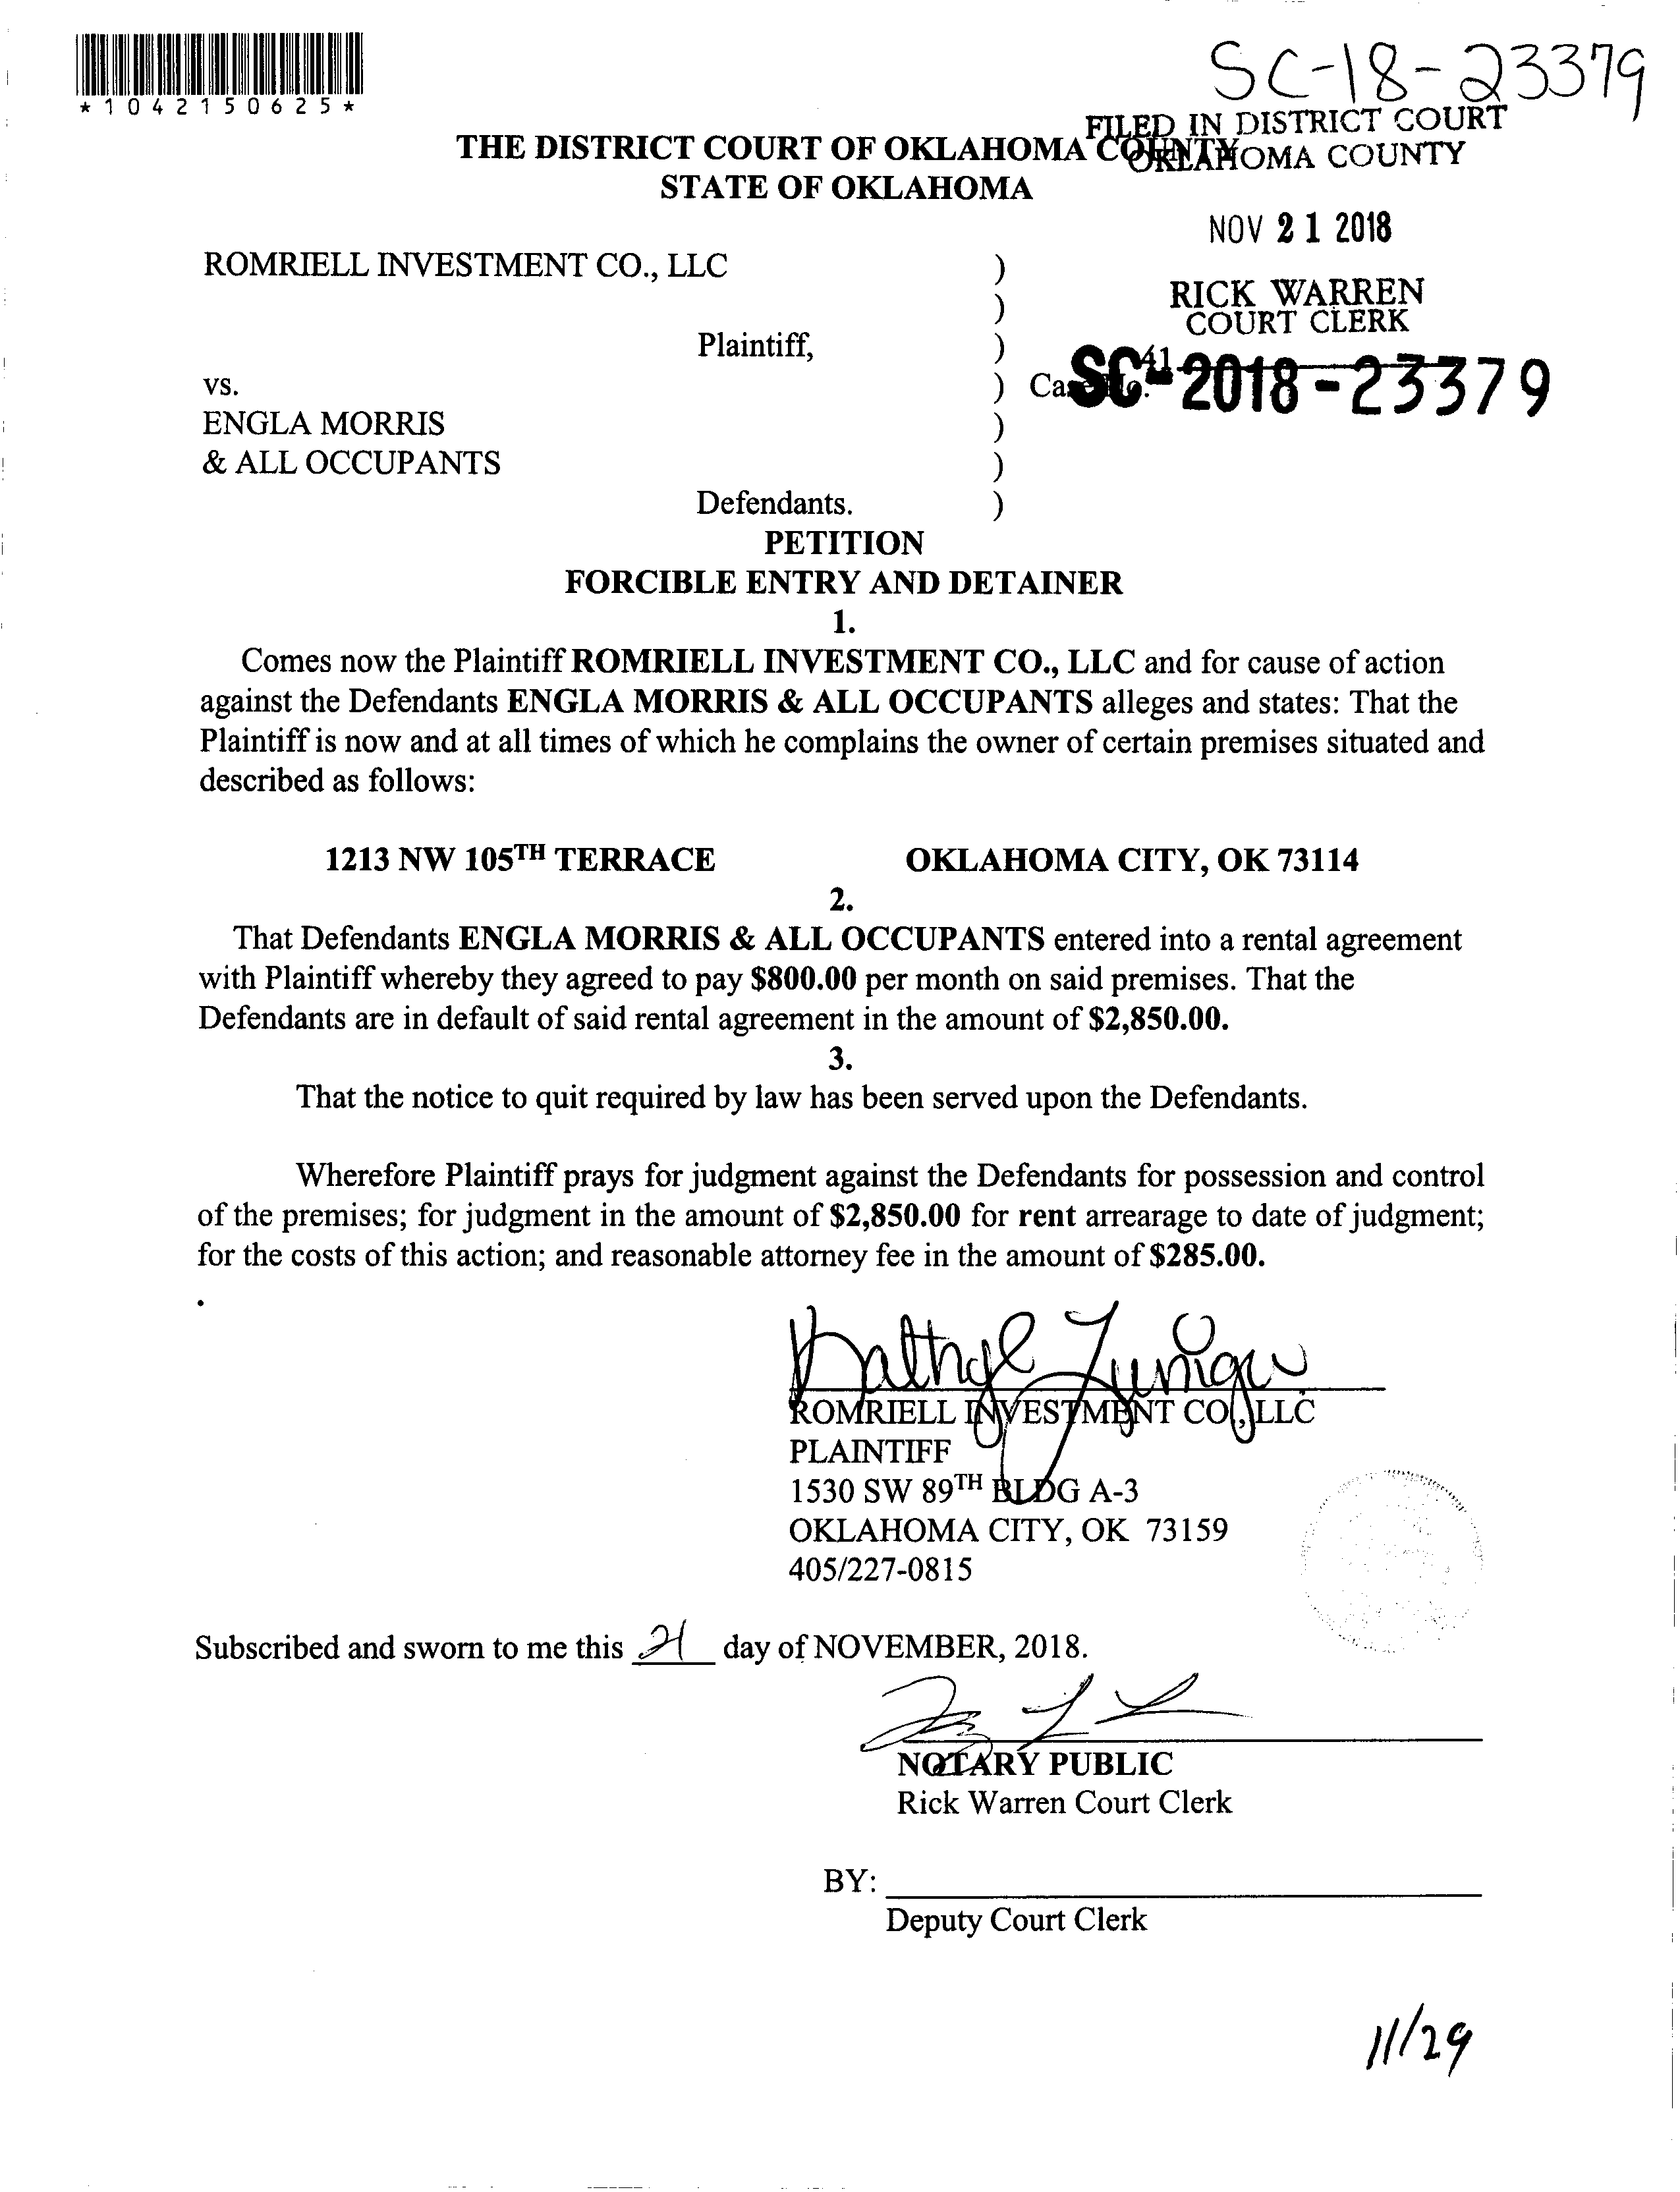 SC-18-23379
*1042150625*
FILED IN DISTRICT COURT
OKLAHOMA COUNTY
THE DISTRICT COURT OF OKLAHOMA COUNTY
STATE OF OKLAHOMA
NOV 21 2018
ROMRIELL INVESTMENT CO., LLC )
) RICK WARREN
COURT CLERK
Plaintiff, ) 41
vs. ) Case No. SC-2018-23379
ENGLA MORRIS )
& ALL OCCUPANTS )
Defendants. )
PETITION
FORCIBLE ENTRY AND DETAINER
1.
Comes now the Plaintiff ROMRIELL INVESTMENT CO., LLC and for cause of action
against the Defendants ENGLA MORRIS & ALL OCCUPANTS alleges and states: That the
Plaintiff is now and at all times of which he complains the owner of certain premises situated and
described as follows:
1213 NW 105TH TERRACE OKLAHOMA CITY, OK 73114
2.
That Defendants ENGLA MORRIS & ALL OCCUPANTS entered into a rental agreement
with Plaintiff whereby they agreed to pay $800.00 per month on said premises. That the
Defendants are in default of said rental agreement in the amount of $2,850.00.
3.
That the notice to quit required by law has been served upon the Defendants.
Wherefore Plaintiff prays for judgment against the Defendants for possession and control
of the premises; for judgment in the amount of $2,850.00 for rent arrearage to date of judgment;
for the costs of this action; and reasonable attorney fee in the amount of $285.00.
.
ROMRIELL INVESTMENT CO., LLC
PLAINTIFF
1530 SW 89TH BLDG A-3
OKLAHOMA CITY, OK 73159
405/227-0815
Subscribed and sworn to me this 21 day of NOVEMBER, 2018.
NOTARY PUBLIC
Rick Warren Court Clerk
BY:
Deputy Court Clerk
11/29